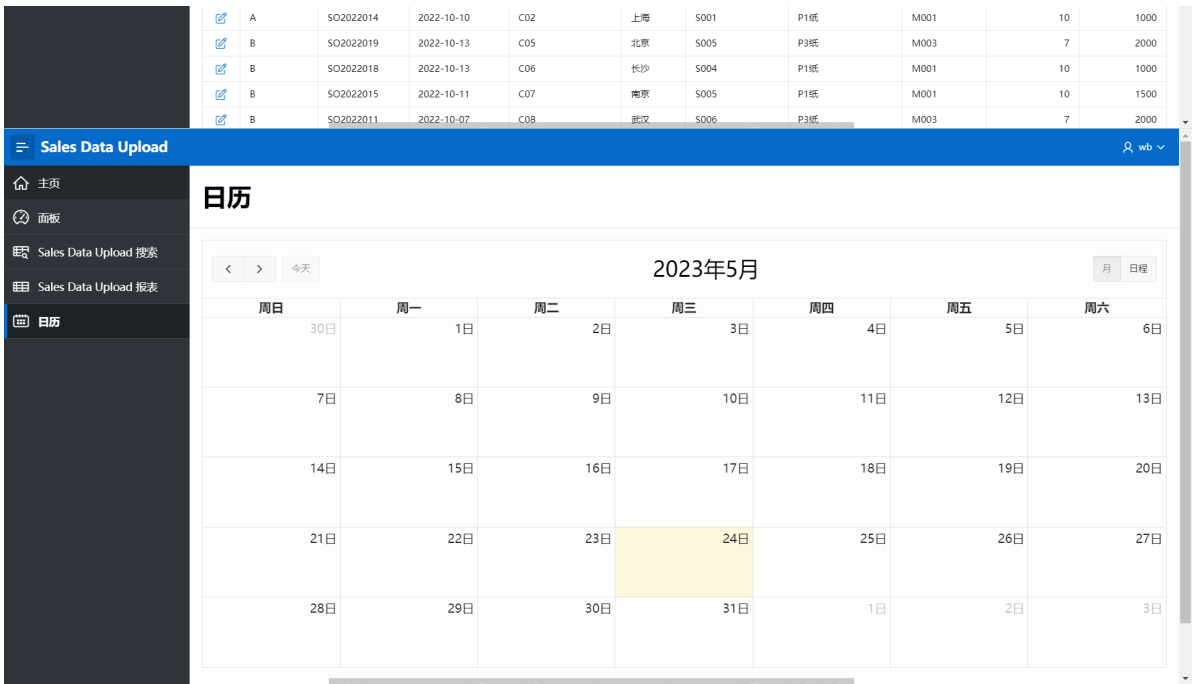 A SO2022014 2022-10-10 C02 上海 S001 P1纸 M001 10 1000
B SO2022019 2022-10-13 C05 北京 S005 P3纸 M003 7 2000
B SO2022018 2022-10-13 C06 长沙 S004 P1纸 M001 10 1000
B SO2022015 2022-10-11 C07 南京 S005 P1纸 M001 10 1500
B SO2022011 2022-10-07 C08 武汉 S006 P3纸 M003 7 2000
Sales Data Upload wb
主页
面板
Sales Data Upload 搜索
Sales Data Upload 报表
日历
日历
今天 2023年5月 月 日程
周日 周一 周二 周三 周四 周五 周六
30日 1日 2日 3日 4日 5日 6日
7日 8日 9日 10日 11日 12日 13日
14日 15日 16日 17日 18日 19日 20日
21日 22日 23日 24日 25日 26日 27日
28日 29日 30日 31日 1日 2日 3日